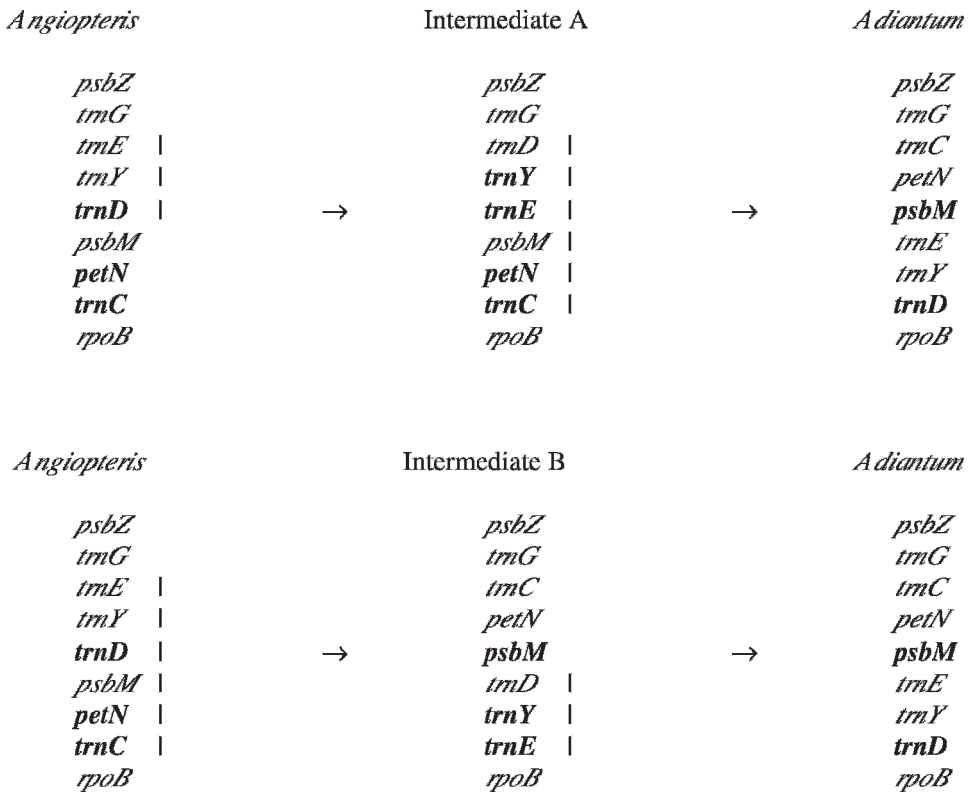 Angiopteris Intermediate A Adiantum
psbZ psbZ psbZ
trnG trnG trnG
trnE | trnD | trnC
trnY | trnY | petN
trnD | → trnE | → psbM
psbM psbM | trnE
petN petN | trnY
trnC trnC | trnD
rpoB rpoB rpoB
Angiopteris Intermediate B Adiantum
psbZ psbZ psbZ
trnG trnG trnG
trnE | trnC trnC
trnY | petN petN
trnD | → psbM → psbM
psbM | trnD | trnE
petN | trnY | trnY
trnC | trnE | trnD
rpoB rpoB rpoB